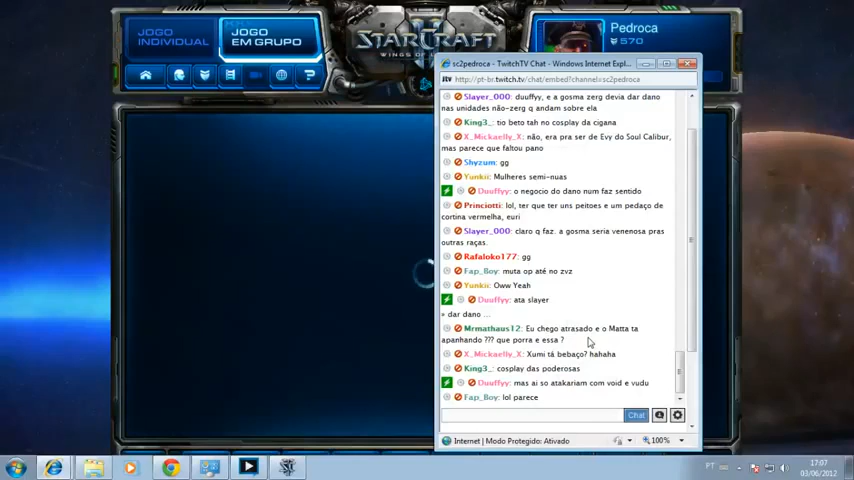 JOGO
INDIVIDUAL
JOGO
EM GRUPO
STARCRAFT
II
WINGS OF
Pedroca
570
sc2pedroca - TwitchTV Chat - Windows Internet Expl...
http://pt-br.twitch.tv/chat/embed?channel=sc2pedroca
Slayer_000: duuffyy, e a gosma zerg devia dar dano
nas unidades não-zerg q andam sobre ela
King3_: tio beto tah no cosplay da cigana
X_Mickaelly_X: não, era pra ser de Evy do Soul Calibur,
mas parece que faltou pano
Shyzum: gg
Yunkii: Mulheres semi-nuas
Duuffyy: o negocio do dano num faz sentido
Princiotti: lol, ter que ter uns peitoes e um pedaço de
cortina vermelha, euri
Slayer_000: claro q faz. a gosma seria venenosa pras
outras raças.
Rafaloko177: gg
Fap_Boy: muta op até no zvz
Yunkii: Oww Yeah
Duuffyy: ata slayer
» dar dano ...
Mrmathaus12: Eu chego atrasado e o Matta ta
apanhando ??? que porra e essa ?
X_Mickaelly_X: Xumi tá bebaço? hahaha
King3_: cosplay das poderosas
Duuffyy: mas ai so atakariam com void e vudu
Fap_Boy: lol parece
Chat
Internet | Modo Protegido: Ativado
100%
PT
17:07
03/06/2012